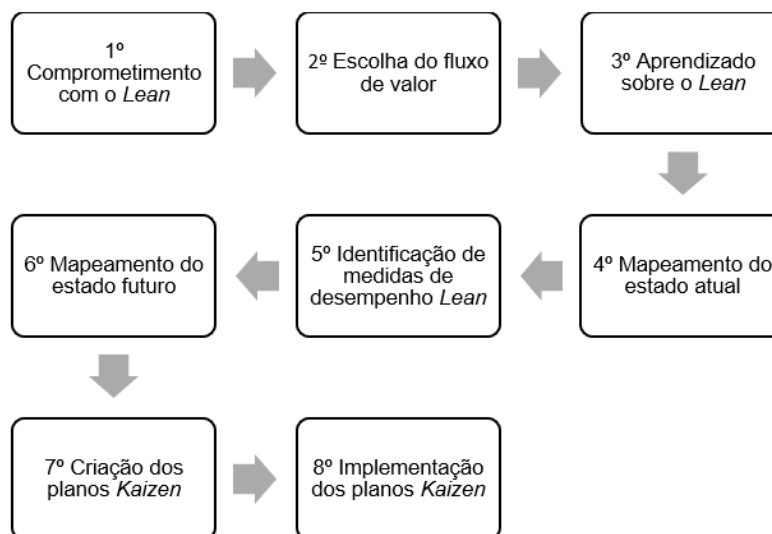 1º
Comprometimento
com o Lean
2º Escolha do fluxo
de valor
3º Aprendizado
sobre o Lean
4º Mapeamento do
estado atual
5º Identificação de
medidas de
desempenho Lean
6º Mapeamento do
estado futuro
7º Criação dos
planos Kaizen
8º Implementação
dos planos Kaizen